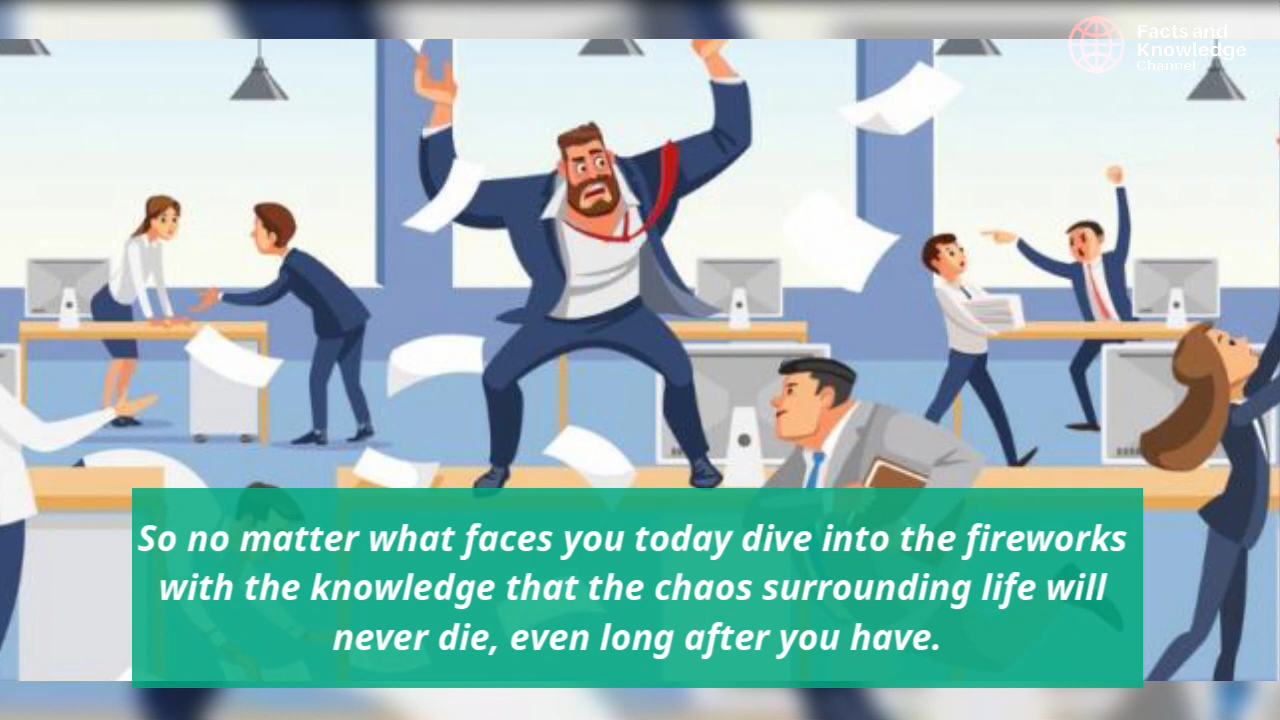 Facts and
Knowledge
Channel
So no matter what faces you today dive into the fireworks
with the knowledge that the chaos surrounding life will
never die, even long after you have.